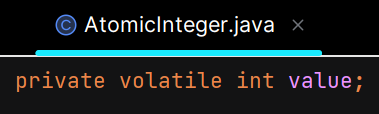 AtomicInteger.java
private volatile int value;